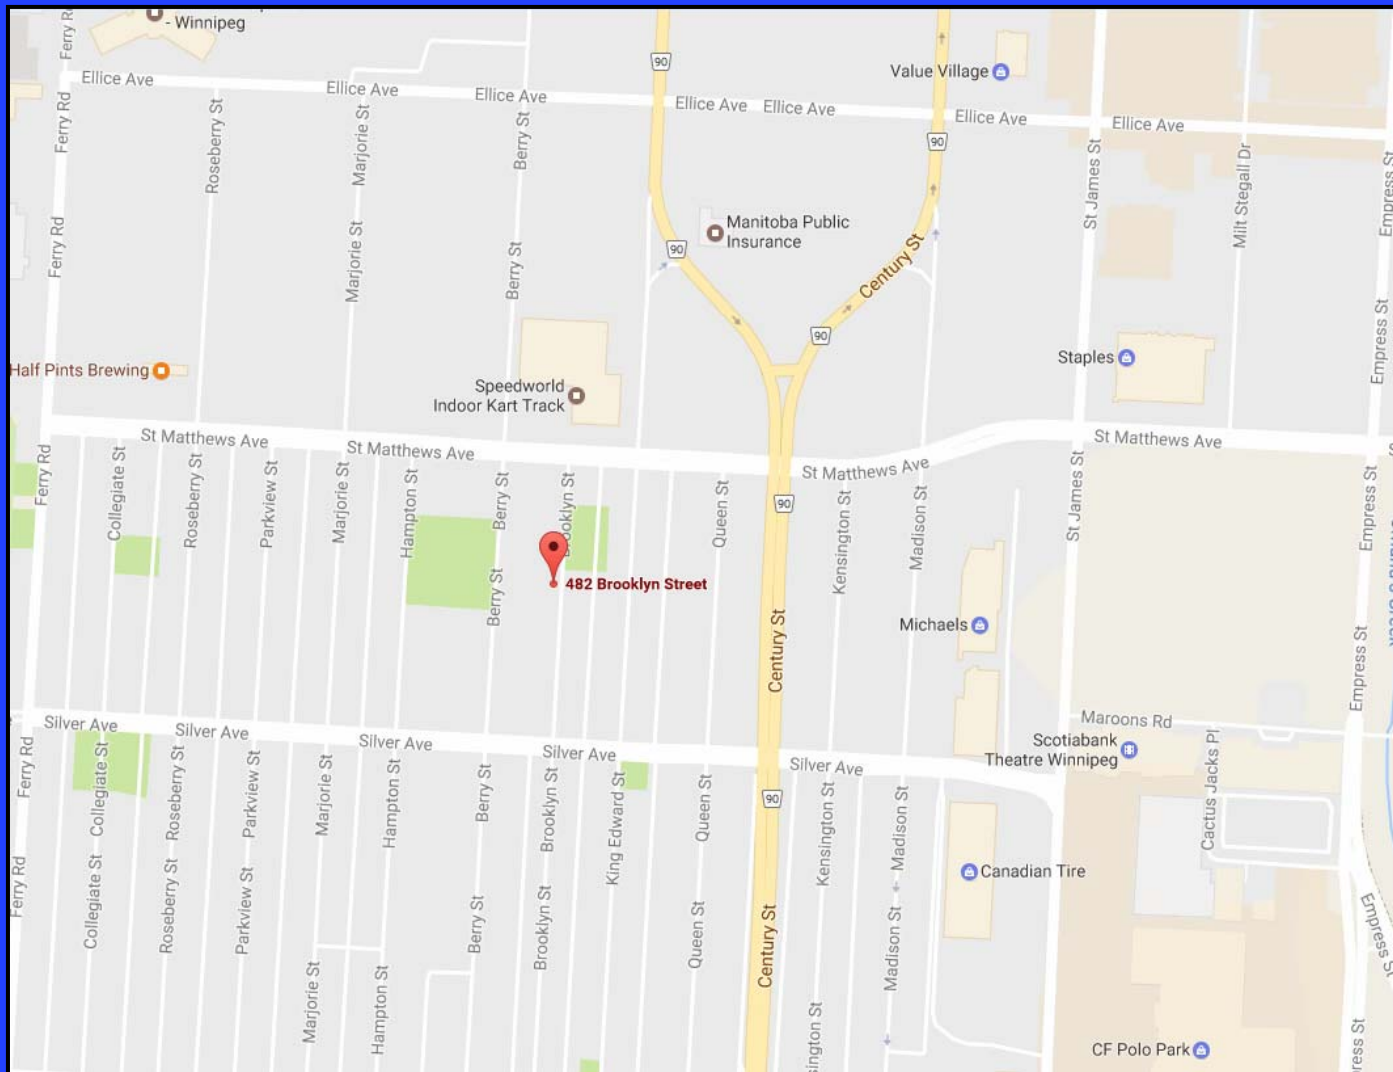 - Winnipeg
Ferry Rd
Ellice Ave
Ellice Ave
Ellice Ave
Ellice Ave
Ellice Ave
Ellice Ave
Ellice Ave
90
90
Value Village
Ferry Rd
Roseberry St
Marjorie St
Berry St
St James St
Milt Stegall Dr
Empress St
Ferry Rd
Marjorie St
Berry St
90
Manitoba Public
Insurance
Century St
90
Empress St
Half Pints Brewing
Speedworld
Indoor Kart Track
Staples
St Matthews Ave
St Matthews Ave
St Matthews Ave
St Matthews Ave
Ferry Rd
Collegiate St
Roseberry St
Parkview St
Marjorie St
Hampton St
Berry St
Brooklyn St
Queen St
90
Kensington St
Madison St
St James St
Empress St
482 Brooklyn Street
Berry St
Century St
Michaels
Empress St
Silver Ave
Silver Ave
Silver Ave
Silver Ave
Silver Ave
Maroons Rd
Scotiabank
Theatre Winnipeg
Cactus Jacks Pl
Ferry Rd
Collegiate St
Roseberry St
Parkview St
Marjorie St
Hampton St
Berry St
Brooklyn St
King Edward St
Queen St
90
Kensington St
Madison St
Canadian Tire
Ferry Rd
Collegiate St
Roseberry St
Parkview St
Marjorie St
Hampton St
Berry St
Brooklyn St
Queen St
Century St
Madison St
Empress St
CF Polo Park